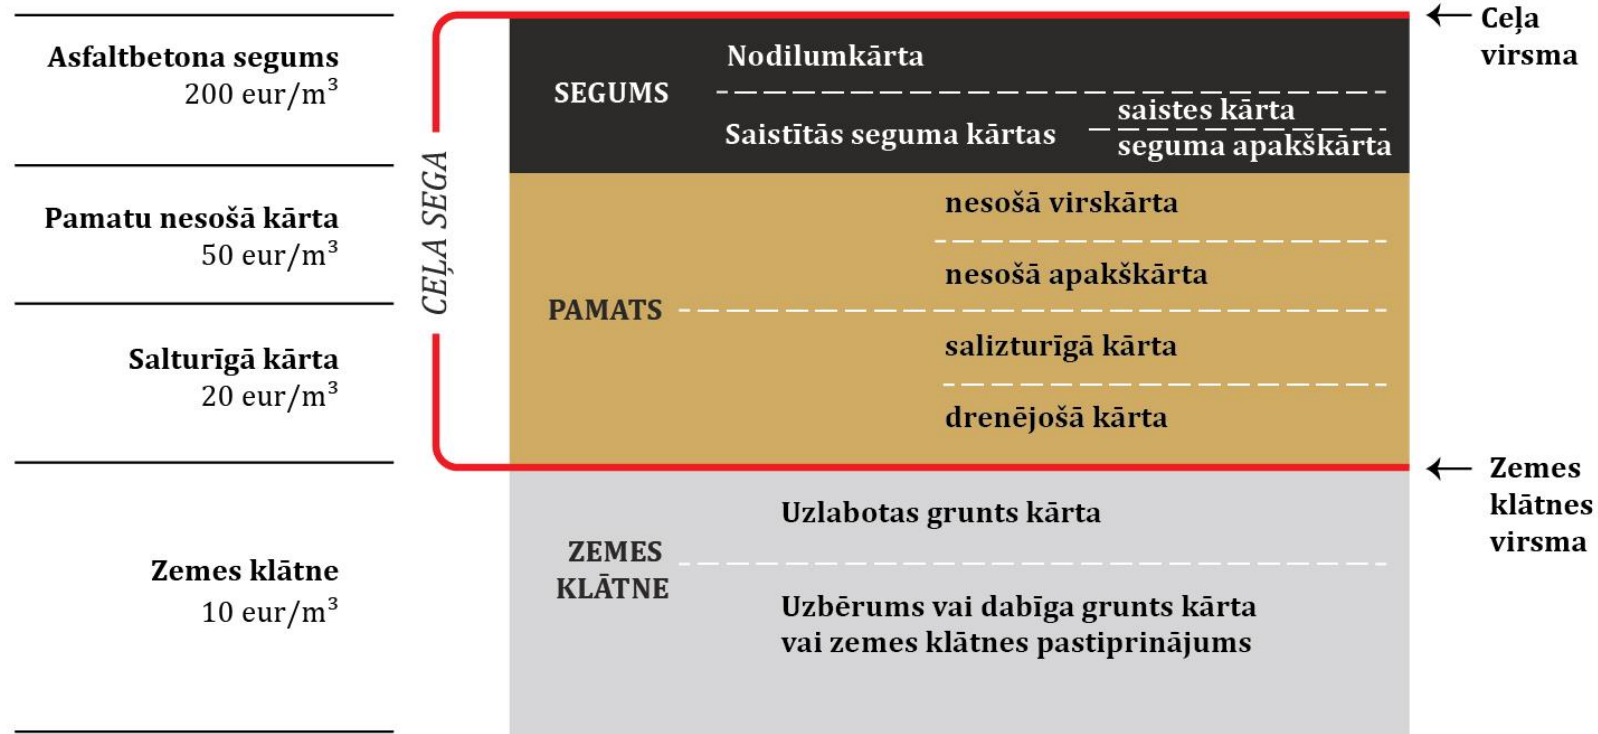 Asfaltbetona segums
200 eur/m³
Pamatu nesošā kārta
50 eur/m³
Salturīgā kārta
20 eur/m³
Zemes klātne
10 eur/m³
CEĻA SEGA
SEGUMS
Nodilumkārta
Saistītās seguma kārtas
saistes kārta
seguma apakškārta
PAMATS
nesošā virskārta
nesošā apakškārta
salizturīgā kārta
drenējošā kārta
ZEMES
KLĀTNE
Uzlabotas grunts kārta
Uzbērums vai dabīga grunts kārta
vai zemes klātnes pastiprinājums
Ceļa
virsma
Zemes
klātnes
virsma